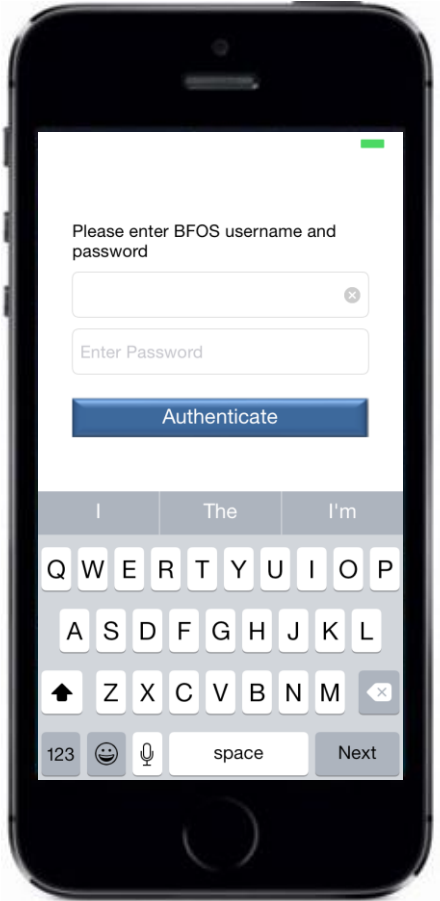 Please enter BFOS username and
password
Enter Password
Authenticate
I The I'm
Q W E R T Y U I O P
A S D F G H J K L
Z X C V B N M
123 space Next